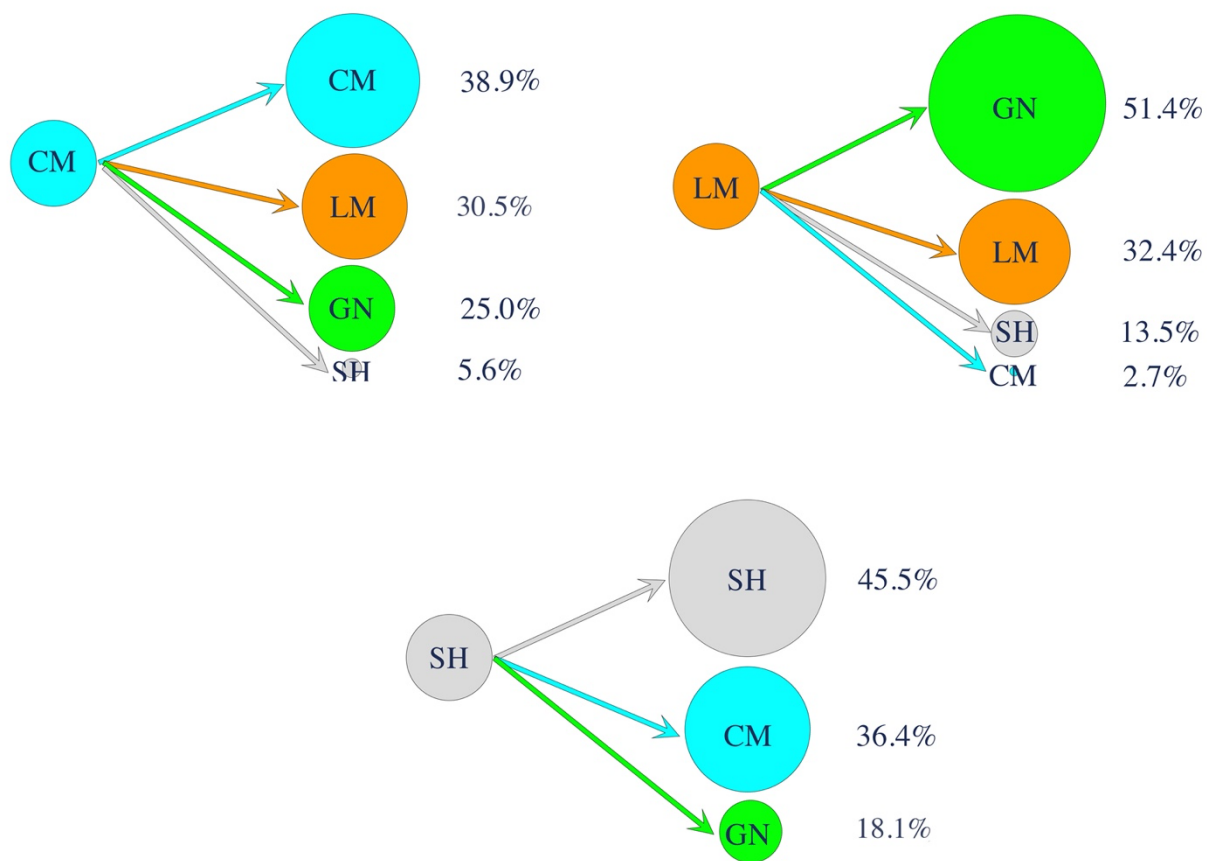 CM
CM 38.9%
LM 30.5%
GN 25.0%
SH 5.6%
LM
GN 51.4%
LM 32.4%
SH 13.5%
CM 2.7%
SH
SH 45.5%
CM 36.4%
GN 18.1%